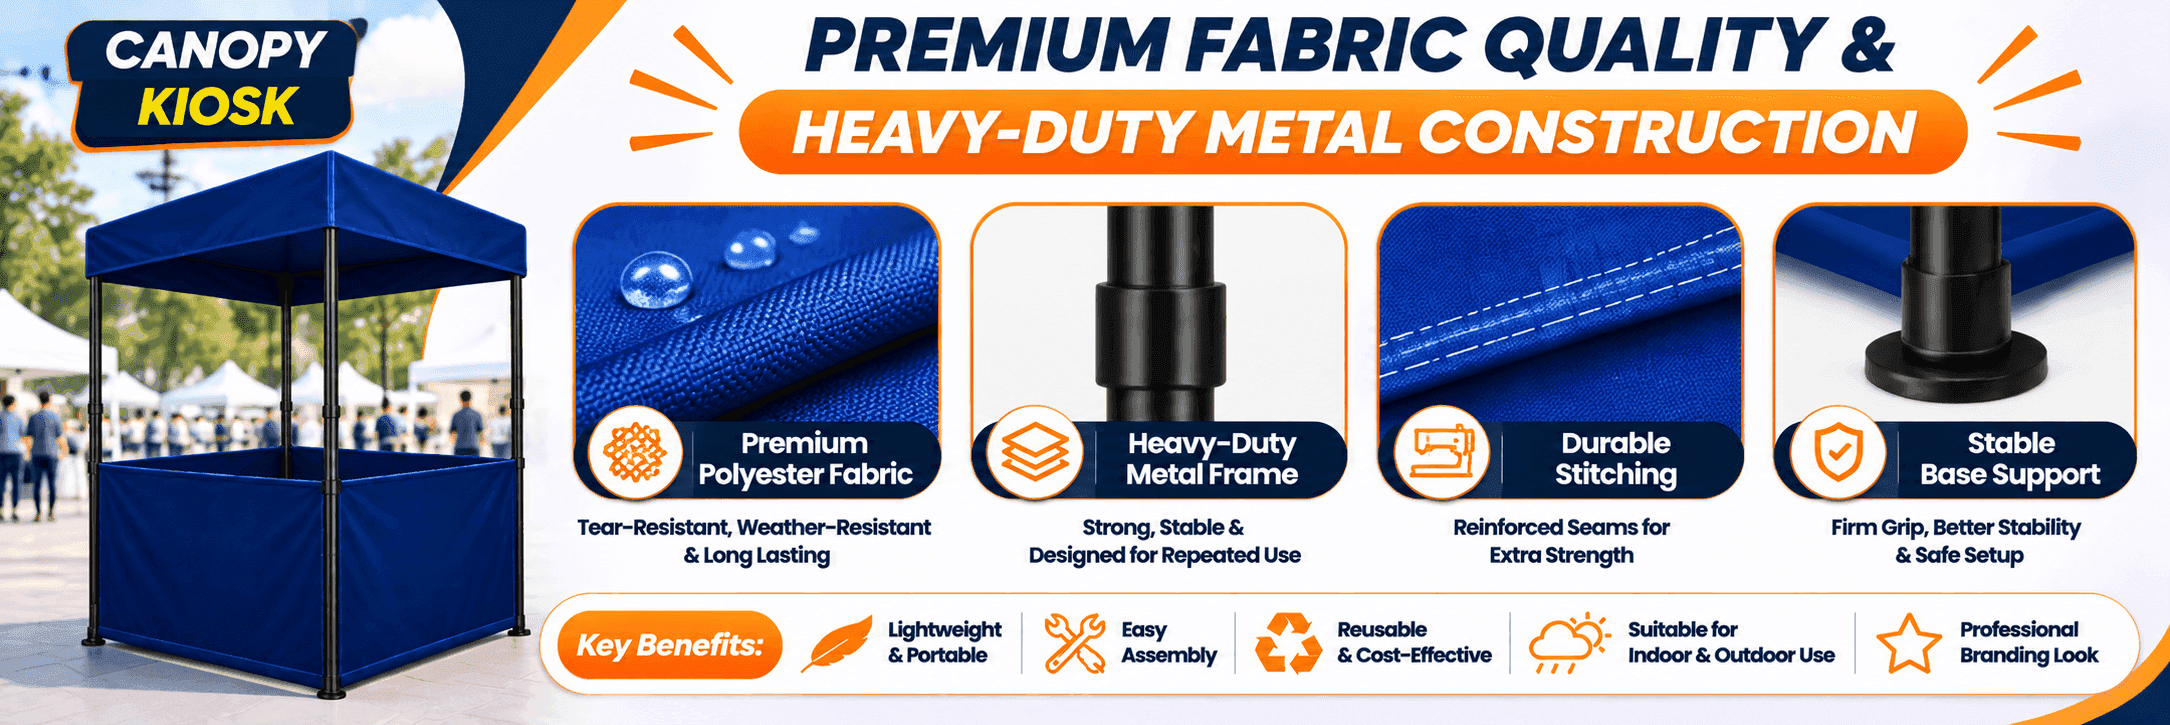 CANOPY
KIOSK
PREMIUM FABRIC QUALITY &
HEAVY-DUTY METAL CONSTRUCTION
Premium
Polyester Fabric
Tear-Resistant, Weather-Resistant
& Long Lasting
Heavy-Duty
Metal Frame
Strong, Stable &
Designed for Repeated Use
Durable
Stitching
Reinforced Seams for
Extra Strength
Stable
Base Support
Firm Grip, Better Stability
& Safe Setup
Key Benefits:
Lightweight
& Portable
Easy
Assembly
Reusable
& Cost-Effective
Suitable for
Indoor & Outdoor Use
Professional
Branding Look